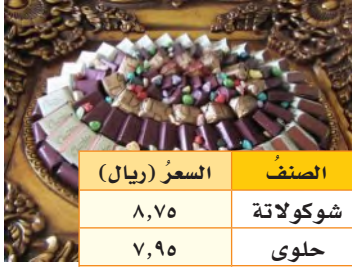 الصنفُ السعرُ (ريال)
شوكولاتة ٨,٧٥
حلوى ٧,٩٥